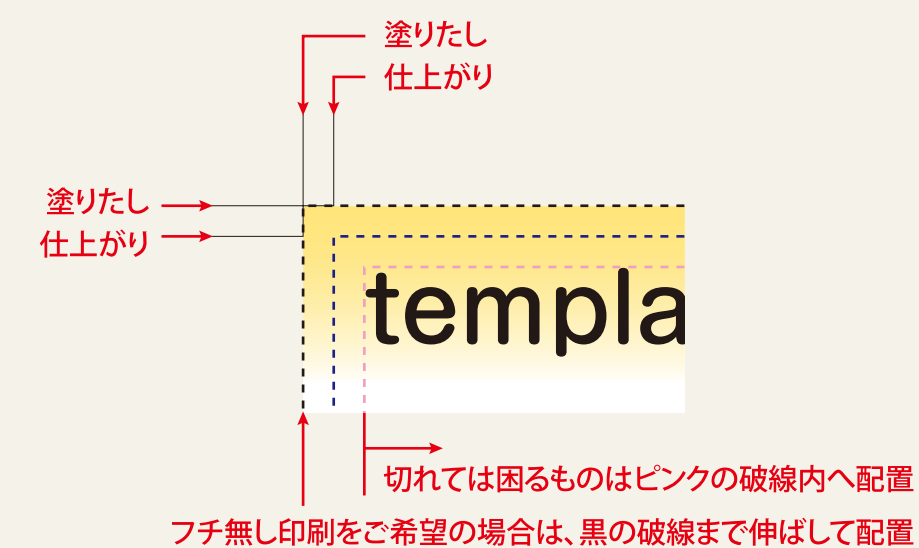 塗りたし
仕上がり
塗りたし
仕上がり
templa
切れては困るものはピンクの破線内へ配置
フチ無し印刷をご希望の場合は、黒の破線まで伸ばして配置